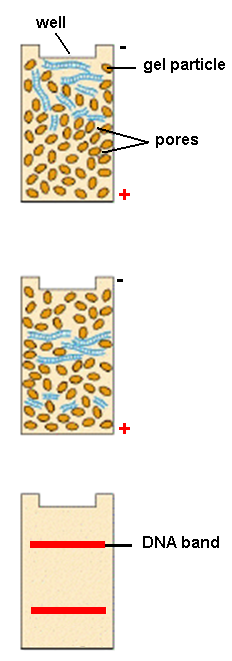 well
-
gel particle
pores
+
-
+
DNA band